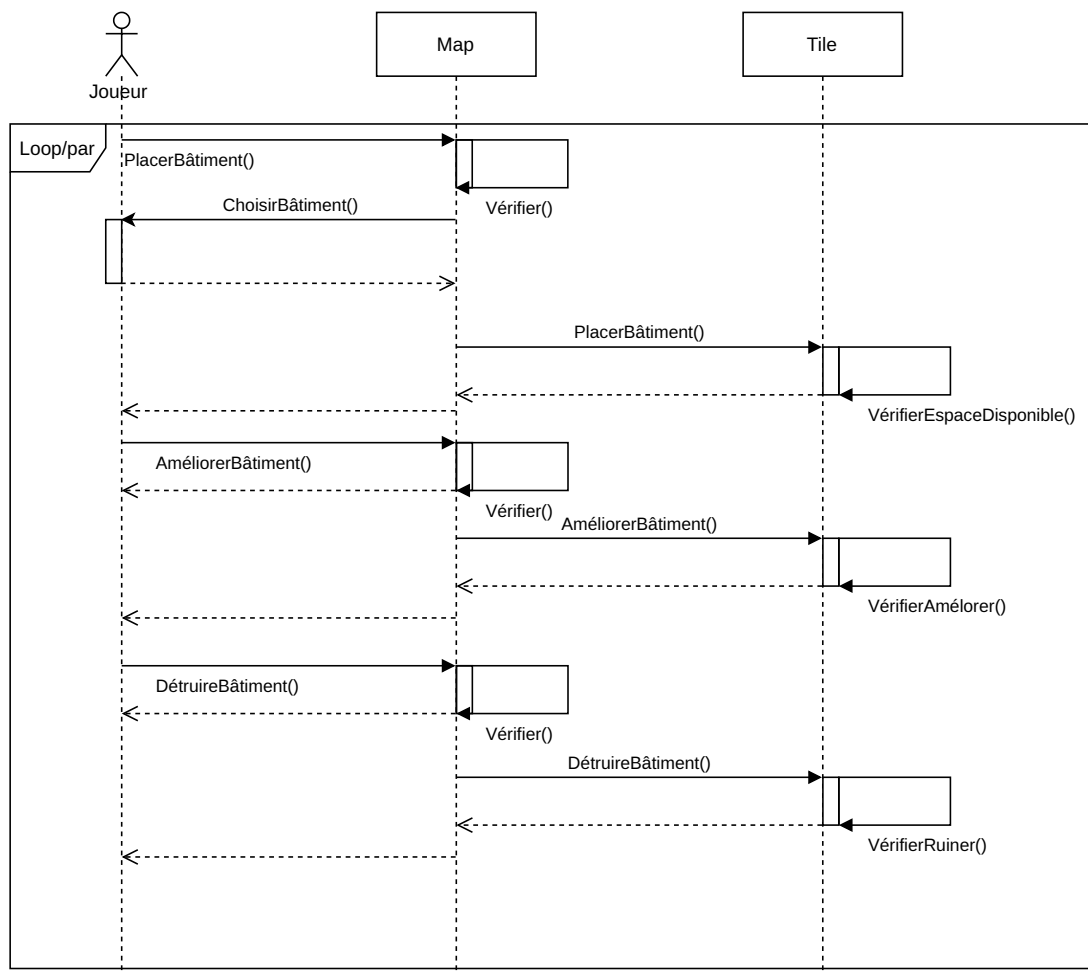 Joueur
Map
Tile
Loop/par
PlacerBâtiment()
Vérifier()
ChoisirBâtiment()
PlacerBâtiment()
VérifierEspaceDisponible()
AméliorerBâtiment()
Vérifier()
AméliorerBâtiment()
VérifierAmélorer()
DétruireBâtiment()
Vérifier()
DétruireBâtiment()
VérifierRuiner()